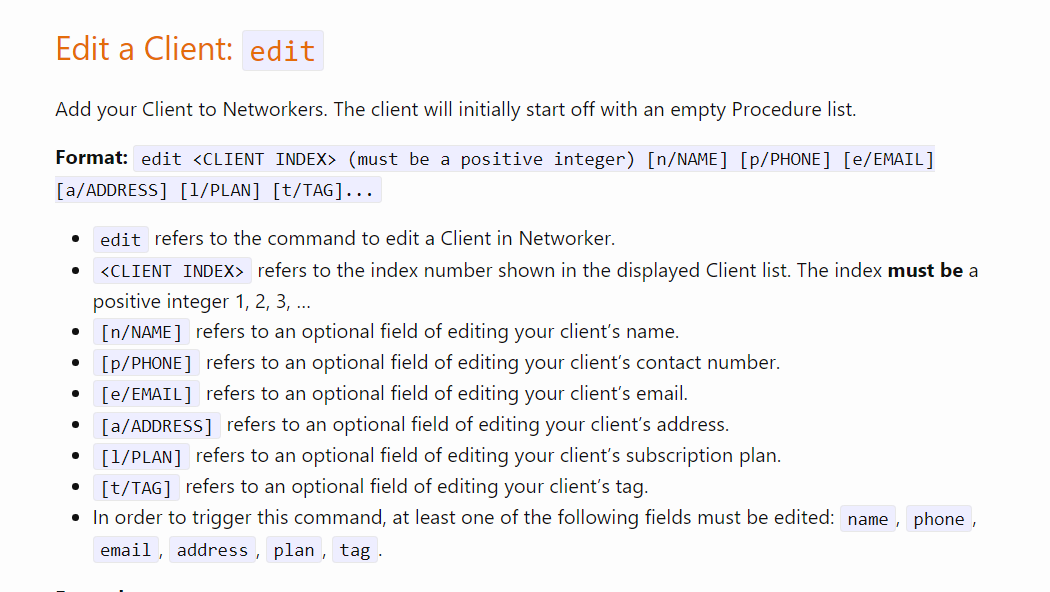 Edit a Client: edit
Add your Client to Networkers. The client will initially start off with an empty Procedure list.
Format: edit <CLIENT INDEX> (must be a positive integer) [n/NAME] [p/PHONE] [e/EMAIL]
[a/ADDRESS] [l/PLAN] [t/TAG]...
• edit refers to the command to edit a Client in Networker.
• <CLIENT INDEX> refers to the index number shown in the displayed Client list. The index must be a
positive integer 1, 2, 3, …
• [n/NAME] refers to an optional field of editing your client’s name.
• [p/PHONE] refers to an optional field of editing your client’s contact number.
• [e/EMAIL] refers to an optional field of editing your client’s email.
• [a/ADDRESS] refers to an optional field of editing your client’s address.
• [l/PLAN] refers to an optional field of editing your client’s subscription plan.
• [t/TAG] refers to an optional field of editing your client’s tag.
• In order to trigger this command, at least one of the following fields must be edited: name, phone,
email, address, plan, tag.